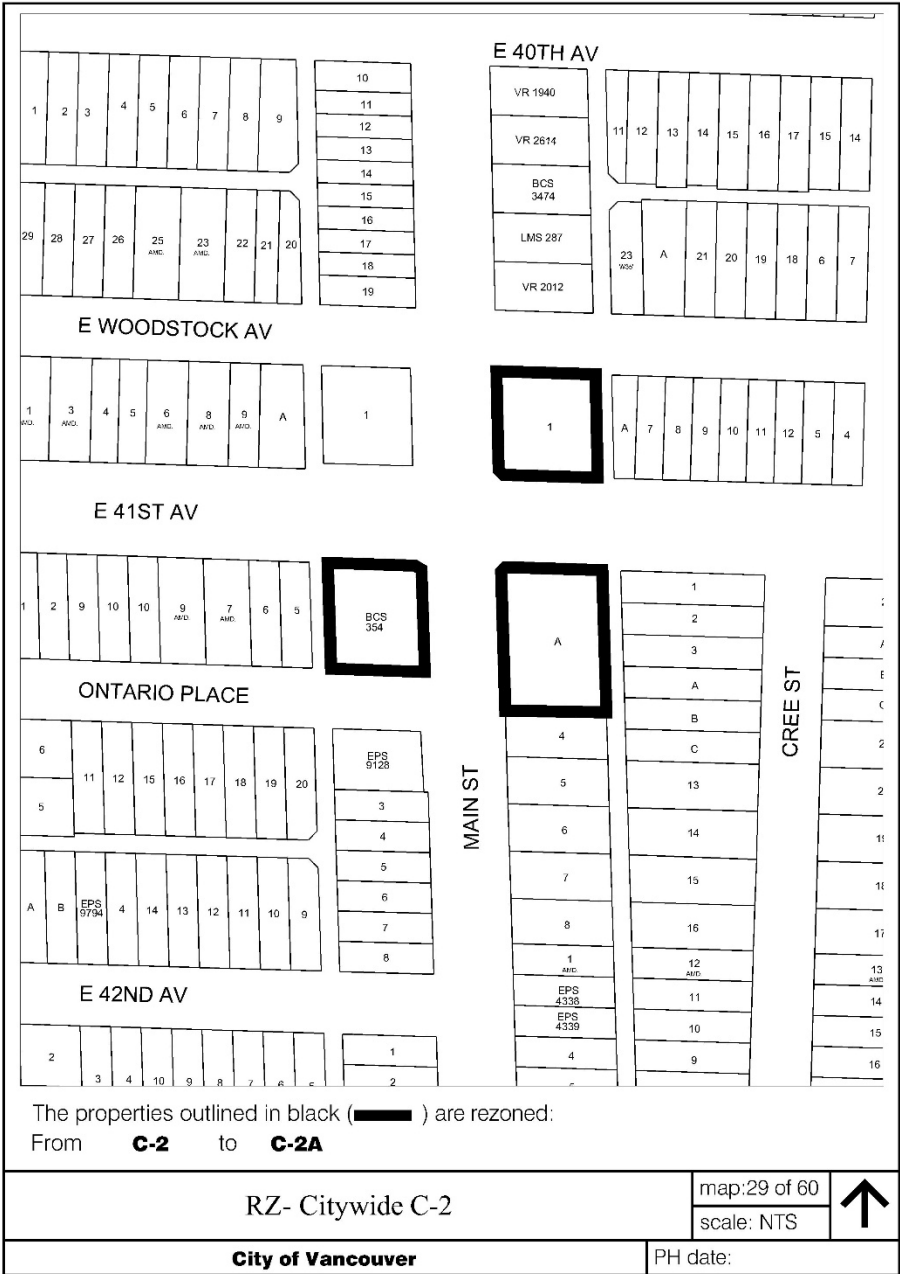 E 40TH AV
1 2 3 4 5 6 7 8 9
10
11
12
13
14
15
16
17
18
19
VR 1940
VR 2614
BCS
3474
LMS 287
VR 2012
11 12 13 14 15 16 17 15 14
29 28 27 26 25 23 22 21 20
AMD. AMD.
23 A 21 20 19 18 6 7
E WOODSTOCK AV
1 3 4 5 6 8 9 A
AMD. AMD. AMD. AMD. AMD.
1
1
A 7 8 9 10 11 12 5 4
E 41ST AV
1 2 9 10 10 9 7 6 5
AMD. AMD.
BCS
354
A
1
2
3
A
B
C
13
14
15
16
12
AMD.
11
10
9
CREE ST
ONTARIO PLACE
6
5
11 12 15 16 17 18 19 20
EPS
9128
3
4
5
6
7
8
MAIN ST
4
5
6
7
8
1
AMD.
EPS
4338
EPS
4339
4
A B EPS 4 14 13 12 11 10 9
9794
13
AMD.
14
15
16
E 42ND AV
2
3 4 10 9 8 7 6
1
2
The properties outlined in black ( ) are rezoned:
From C-2 to C-2A
RZ- Citywide C-2
map:29 of 60
scale: NTS
City of Vancouver
PH date: